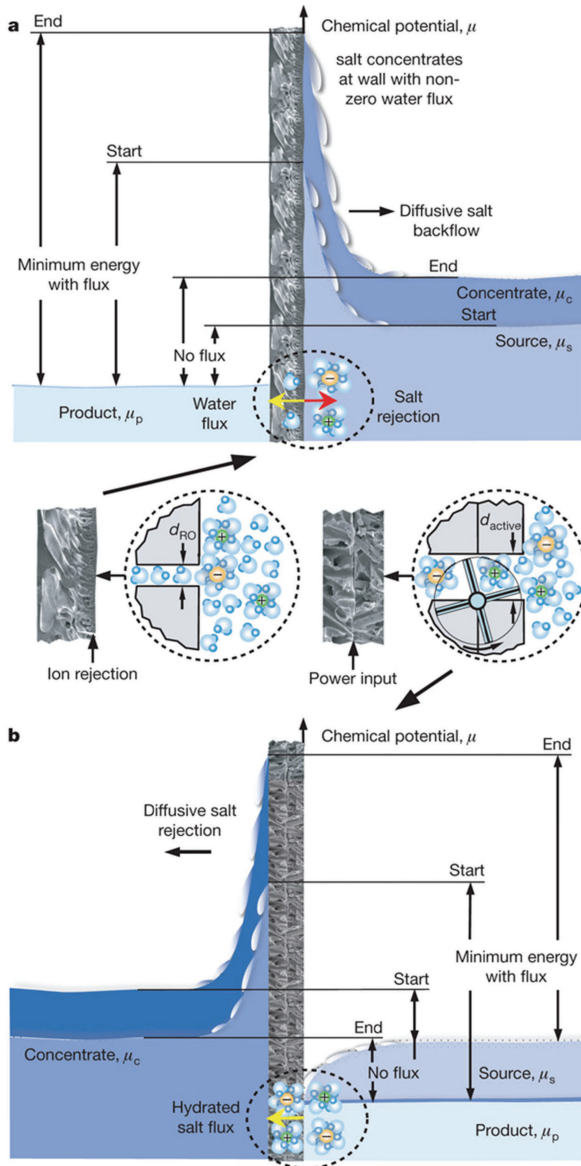 a
End
Chemical potential, μ
salt concentrates
at wall with non-
zero water flux
Start
Diffusive salt
backflow
Minimum energy
with flux
End
Concentrate, μc
Start
No flux
Source, μs
Product, μp
Water
flux
Salt
rejection
dRO
dactive
Ion rejection
Power input
b
Chemical potential, μ
End
Diffusive salt
rejection
Start
Minimum energy
with flux
Start
End
Concentrate, μc
No flux
Source, μs
Hydrated
salt flux
Product, μp